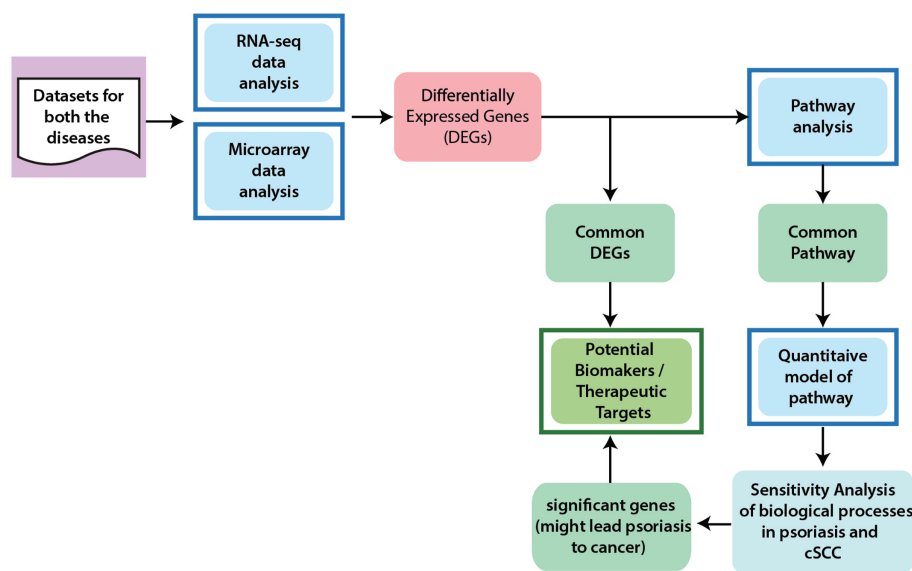 Datasets for
both the
diseases
RNA-seq
data
analysis
Microarray
data
analysis
Differentially
Expressed Genes
(DEGs)
Pathway
analysis
Common
DEGs
Common
Pathway
Potential
Biomakers /
Therapeutic
Targets
Quantitaive
model of
pathway
significant genes
(might lead psoriasis
to cancer)
Sensitivity Analysis
of biological processes
in psoriasis and
cSCC